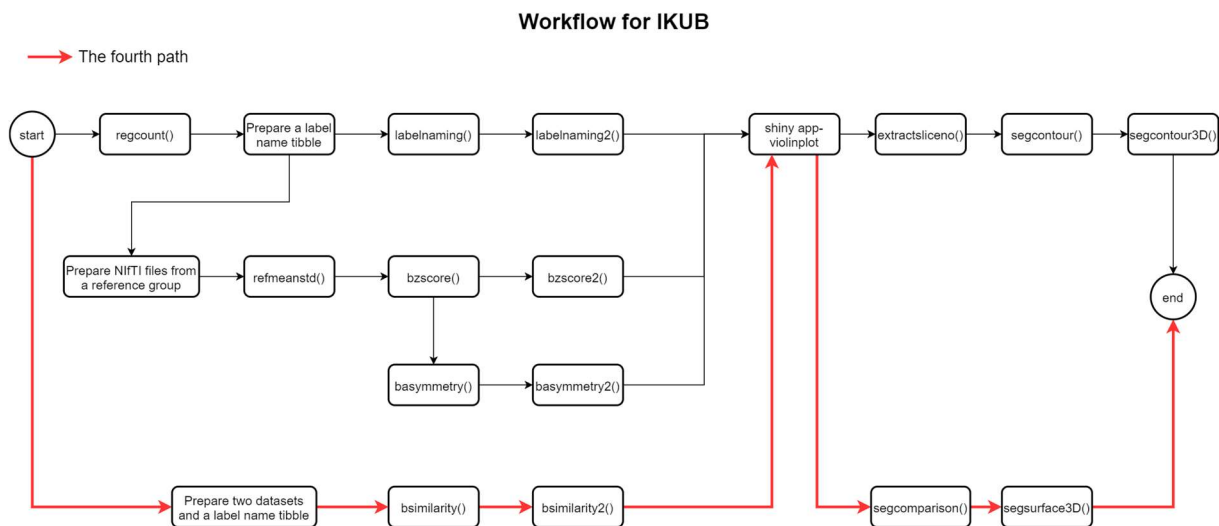 Workflow for IKUB
The fourth path
start
regcount()
Prepare a label
name tibble
labelnaming()
labelnaming2()
shiny app-
violinplot
extractsliceno()
segcontour()
segcontour3D()
Prepare NIfTI files from
a reference group
refmeanstd()
bzscore()
bzscore2()
end
basymmetry()
basymmetry2()
Prepare two datasets
and a label name tibble
bsimilarity()
bsimilarity2()
segcomparison()
segsurface3D()